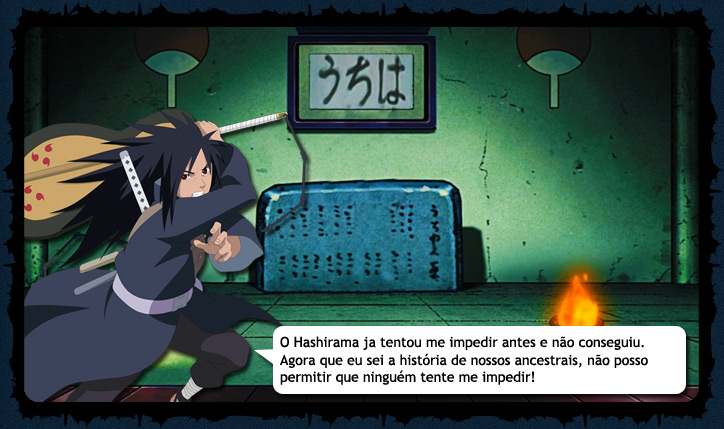 うちは
O Hashirama ja tentou me impedir antes e não conseguiu.
Agora que eu sei a história de nossos ancestrais, não posso
permitir que ninguém tente me impedir!